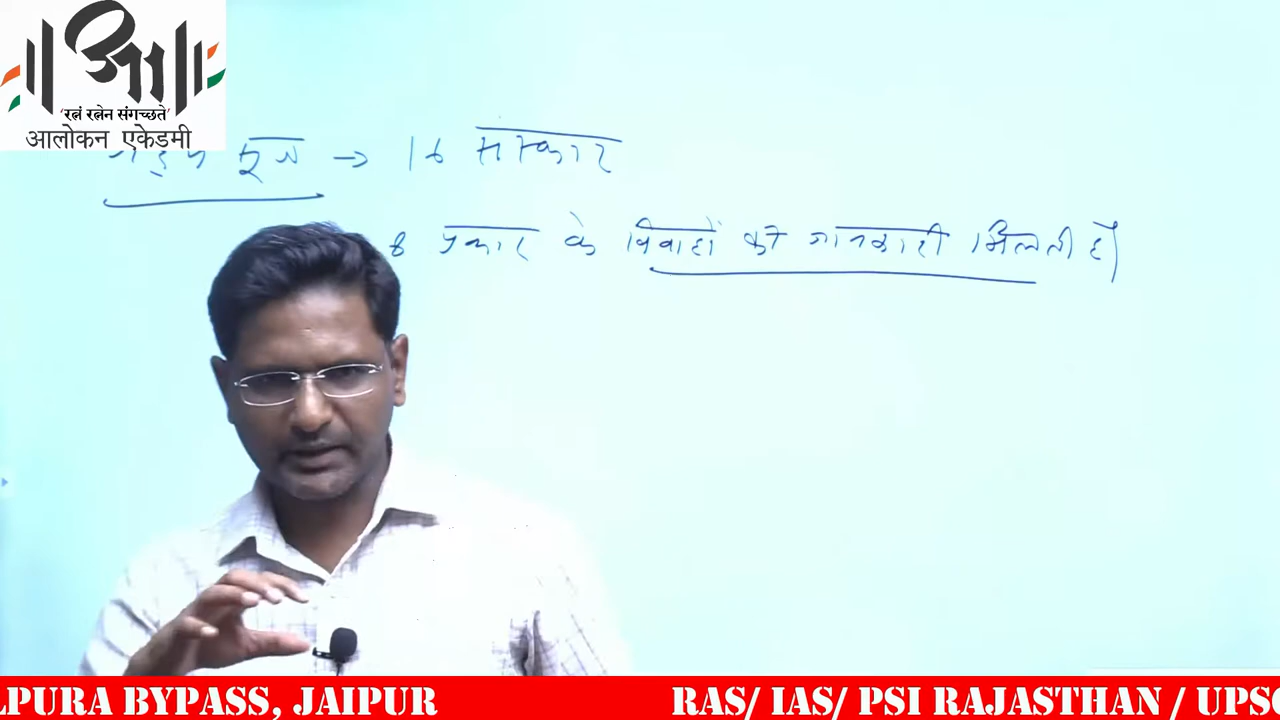 'रत्नं रत्नेन संगच्छते'
आलोकन एकेडमी
सूत्र → 16 संस्कार
8 प्रकार के विवाहों की जानकारी मिलती है।
LPURA BYPASS, JAIPUR RAS/ IAS/ PSI RAJASTHAN / UPSC